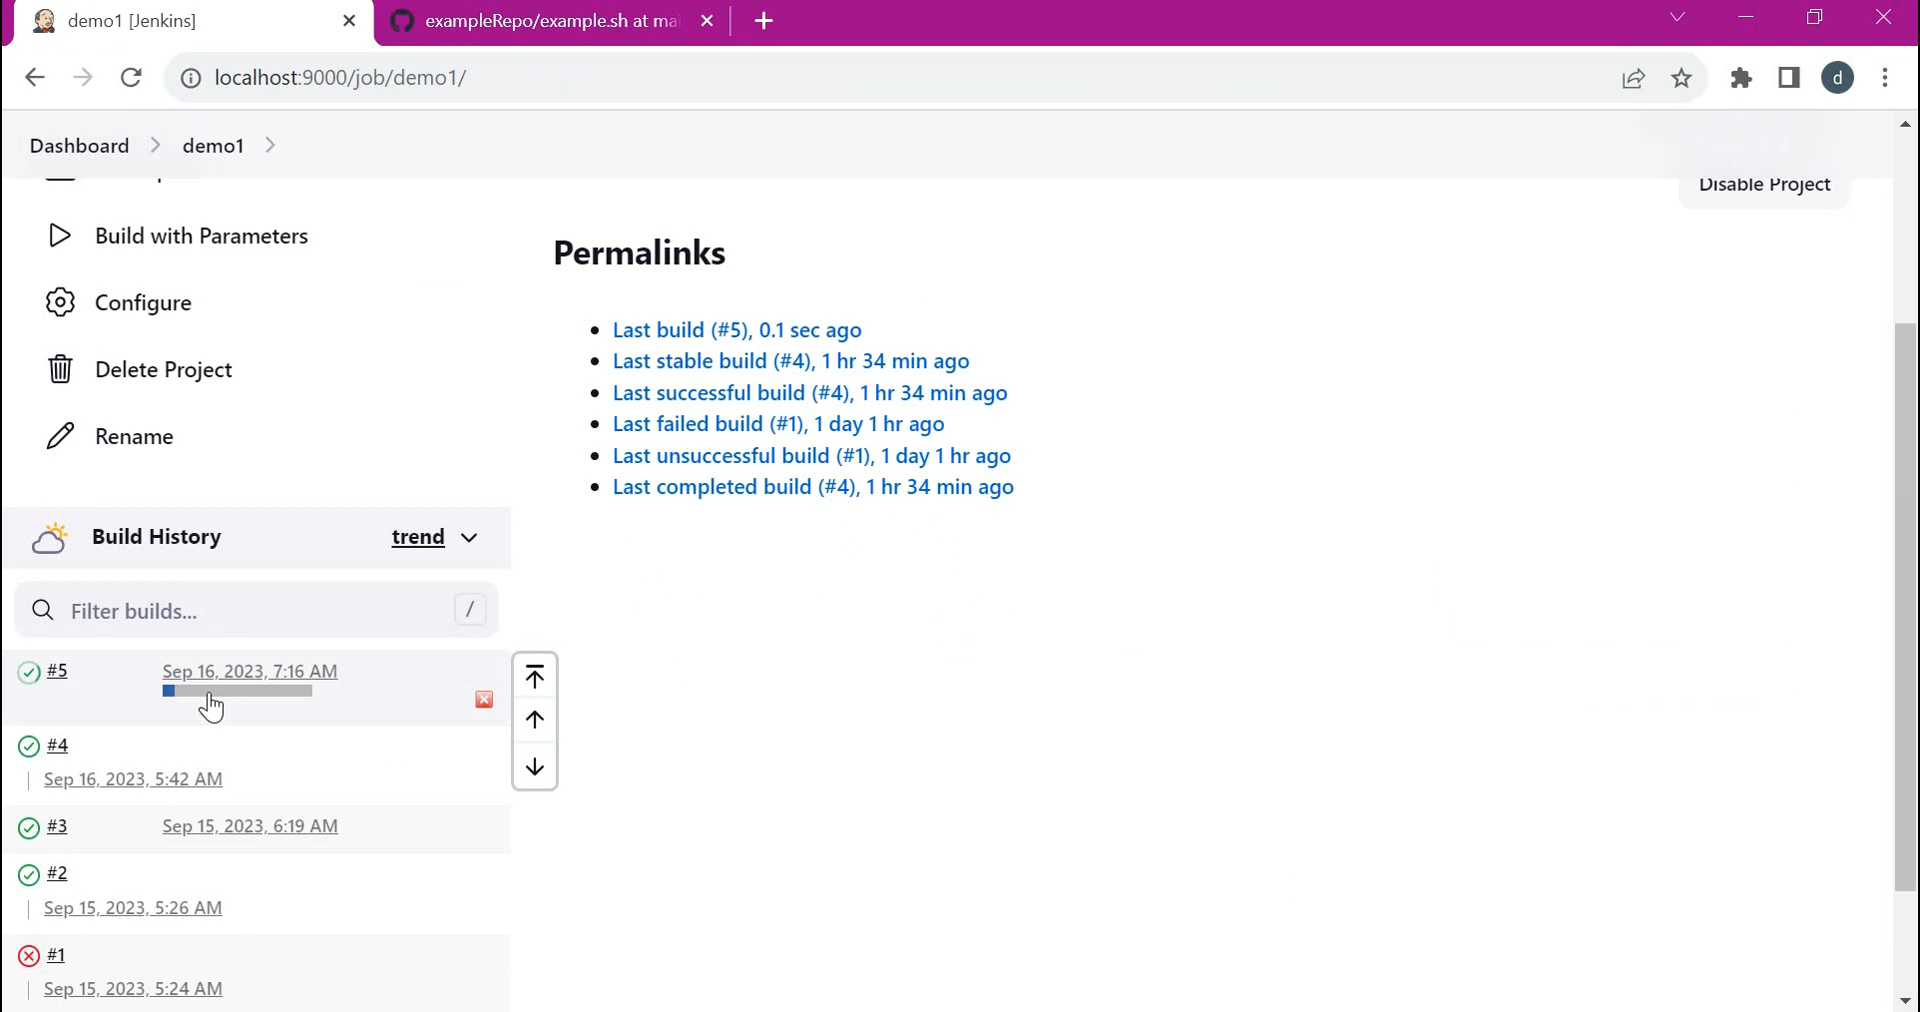 demo1 [Jenkins]
exampleRepo/example.sh at mai
localhost:9000/job/demo1/
d
Dashboard
demo1
Disable Project
Build with Parameters
Configure
Delete Project
Rename
Permalinks
Last build (#5), 0.1 sec ago
Last stable build (#4), 1 hr 34 min ago
Last successful build (#4), 1 hr 34 min ago
Last failed build (#1), 1 day 1 hr ago
Last unsuccessful build (#1), 1 day 1 hr ago
Last completed build (#4), 1 hr 34 min ago
Build History
trend
Filter builds...
/
#5 Sep 16, 2023, 7:16 AM
#4
Sep 16, 2023, 5:42 AM
#3 Sep 15, 2023, 6:19 AM
#2
Sep 15, 2023, 5:26 AM
#1
Sep 15, 2023, 5:24 AM